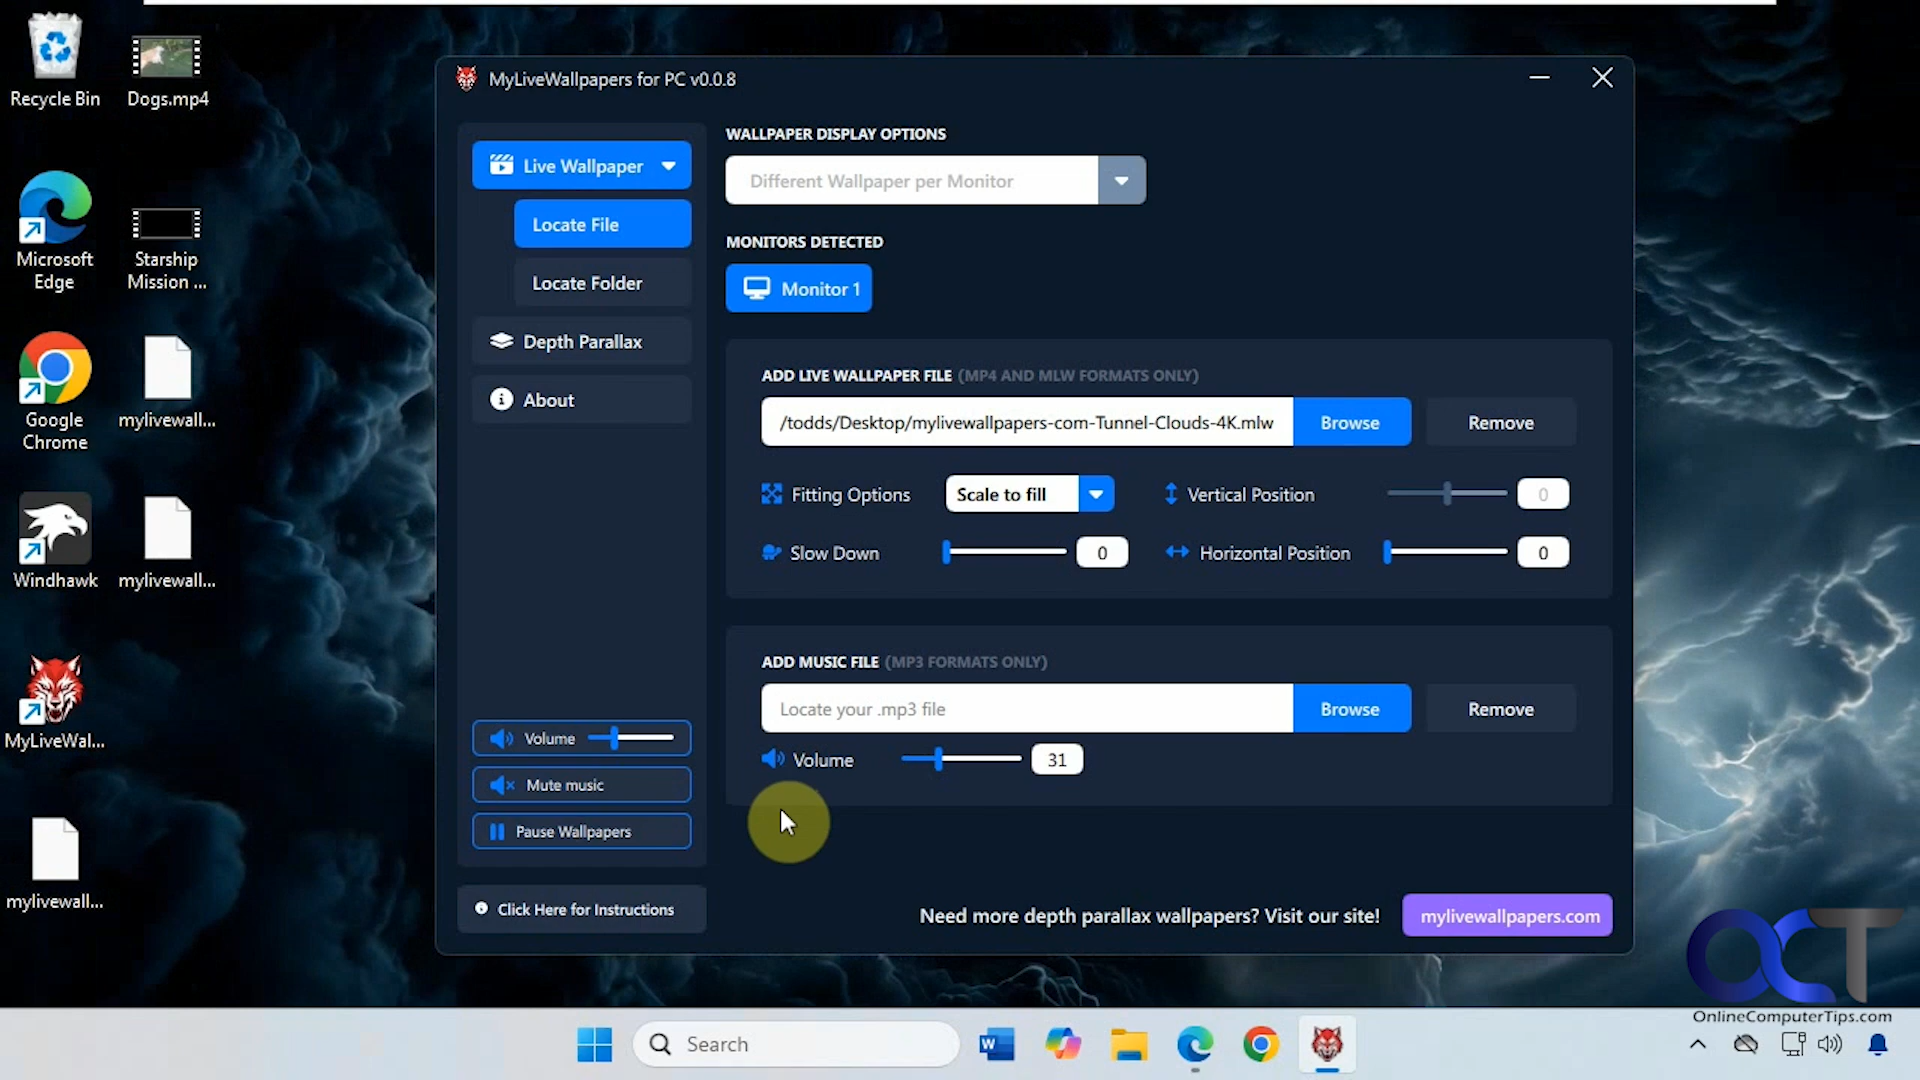 Recycle Bin
Dogs.mp4
Microsoft
Edge
Starship
Mission ...
Google
Chrome
mylivewall...
Windhawk
mylivewall...
MyLiveWal...
mylivewall...
MyLiveWallpapers for PC v0.0.8
Live Wallpaper
Locate File
Locate Folder
Depth Parallax
About
Volume
Mute music
Pause Wallpapers
Click Here for Instructions
WALLPAPER DISPLAY OPTIONS
Different Wallpaper per Monitor
MONITORS DETECTED
Monitor 1
ADD LIVE WALLPAPER FILE (MP4 AND MLW FORMATS ONLY)
/todds/Desktop/mylivewallpapers-com-Tunnel-Clouds-4K.mlw
Browse
Remove
Fitting Options
Scale to fill
Vertical Position
0
Slow Down
0
Horizontal Position
0
ADD MUSIC FILE (MP3 FORMATS ONLY)
Locate your .mp3 file
Browse
Remove
Volume
31
Need more depth parallax wallpapers? Visit our site!
mylivewallpapers.com
OCT
OnlineComputerTips.com
Search